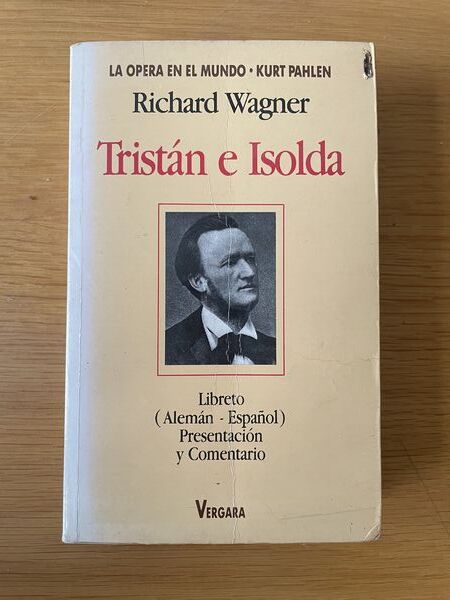 LA OPERA EN EL MUNDO · KURT PAHLEN
Richard Wagner
Tristán e Isolda
Libreto
(Alemán - Español)
Presentación
y Comentario
VERGARA